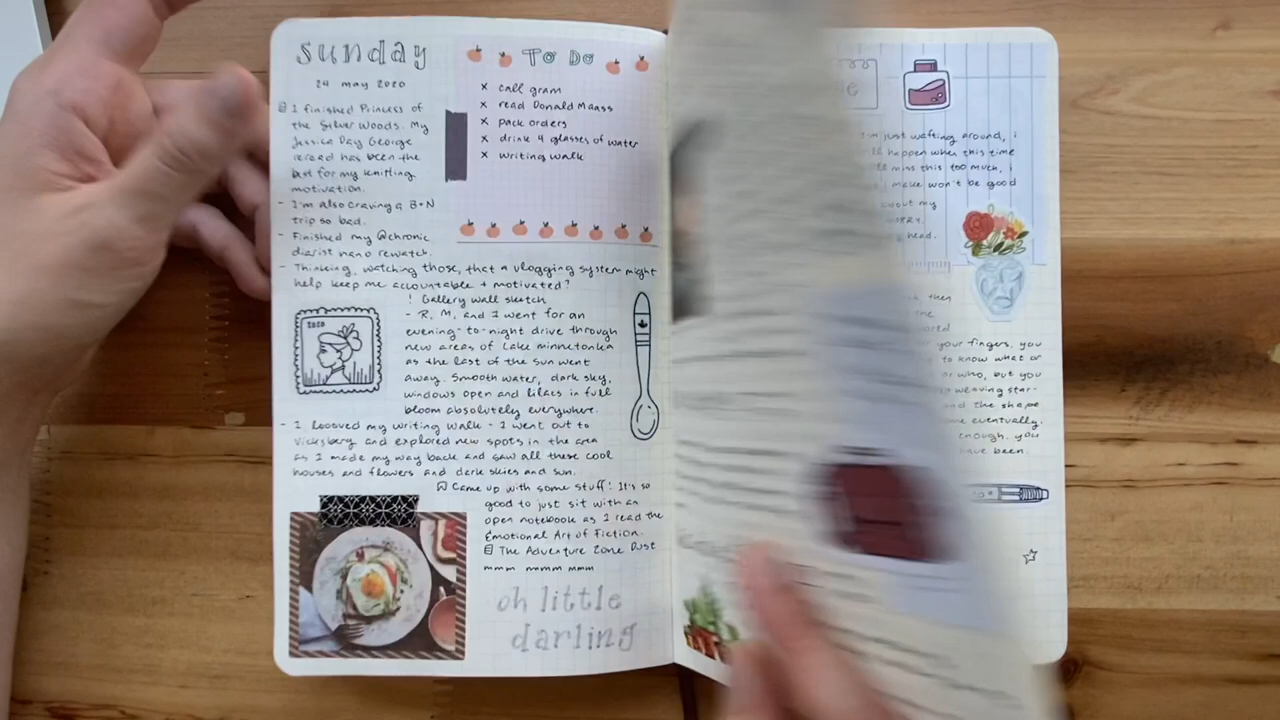 sunday
24 may 2020
I finished Princess of
the Silver Woods. My
Jessica Day George
reread has been the
best for my knitting
motivation.
- I'm also craving a B+N
trip so bad.
- Finished my @chronic
diarist nano rewatch.
- Thinking, watching those, that a vlogging system might
help keep me accountable + motivated?
! Gallery wall sketch
- R, M, and I went for an
evening-to-night drive through
new areas of Lake minnetonka
as the last of the sun went
away. Smooth water, dark sky,
windows open and lilacs in full
bloom absolutely everywhere.
- I looooved my writing walk - I went out to
Vicksberg and explored new spots in the area
as I made my way back and saw all these cool
houses and flowers and dark skies and sun.
Came up with some stuff! It's so
good to just sit with an
open notebook as I read the
Emotional Art of Fiction.
The Adventure Zone Dust
mmm mmmm mmm
oh little
darling
TO DO
x call gram
x read Donald Maass
x pack orders
x drink 4 glasses of water
x writing walk
I'm just wafting around, i
happen when this time
miss this too much, i
make won't be good
about my
head.
then
the
your fingers, you
to know what or
or who, but you
weaving star-
and the shape
eventually.
enough. you
have been.